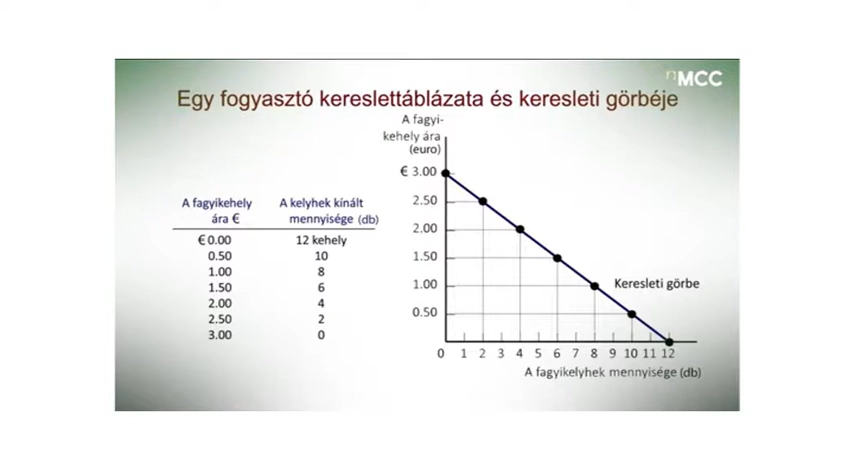 MCC
Egy fogyasztó kereslettáblázata és keresleti görbéje
A fagyikehely A kelyhek kínált
ára € mennyisége (db)
€ 0.00 12 kehely
0.50 10
1.00 8
1.50 6
2.00 4
2.50 2
3.00 0
A fagyi-
kehely ára
(euro)
€ 3.00
2.50
2.00
1.50
1.00
0.50
Keresleti görbe
0 1 2 3 4 5 6 7 8 9 10 11 12
A fagyikelyhek mennyisége (db)